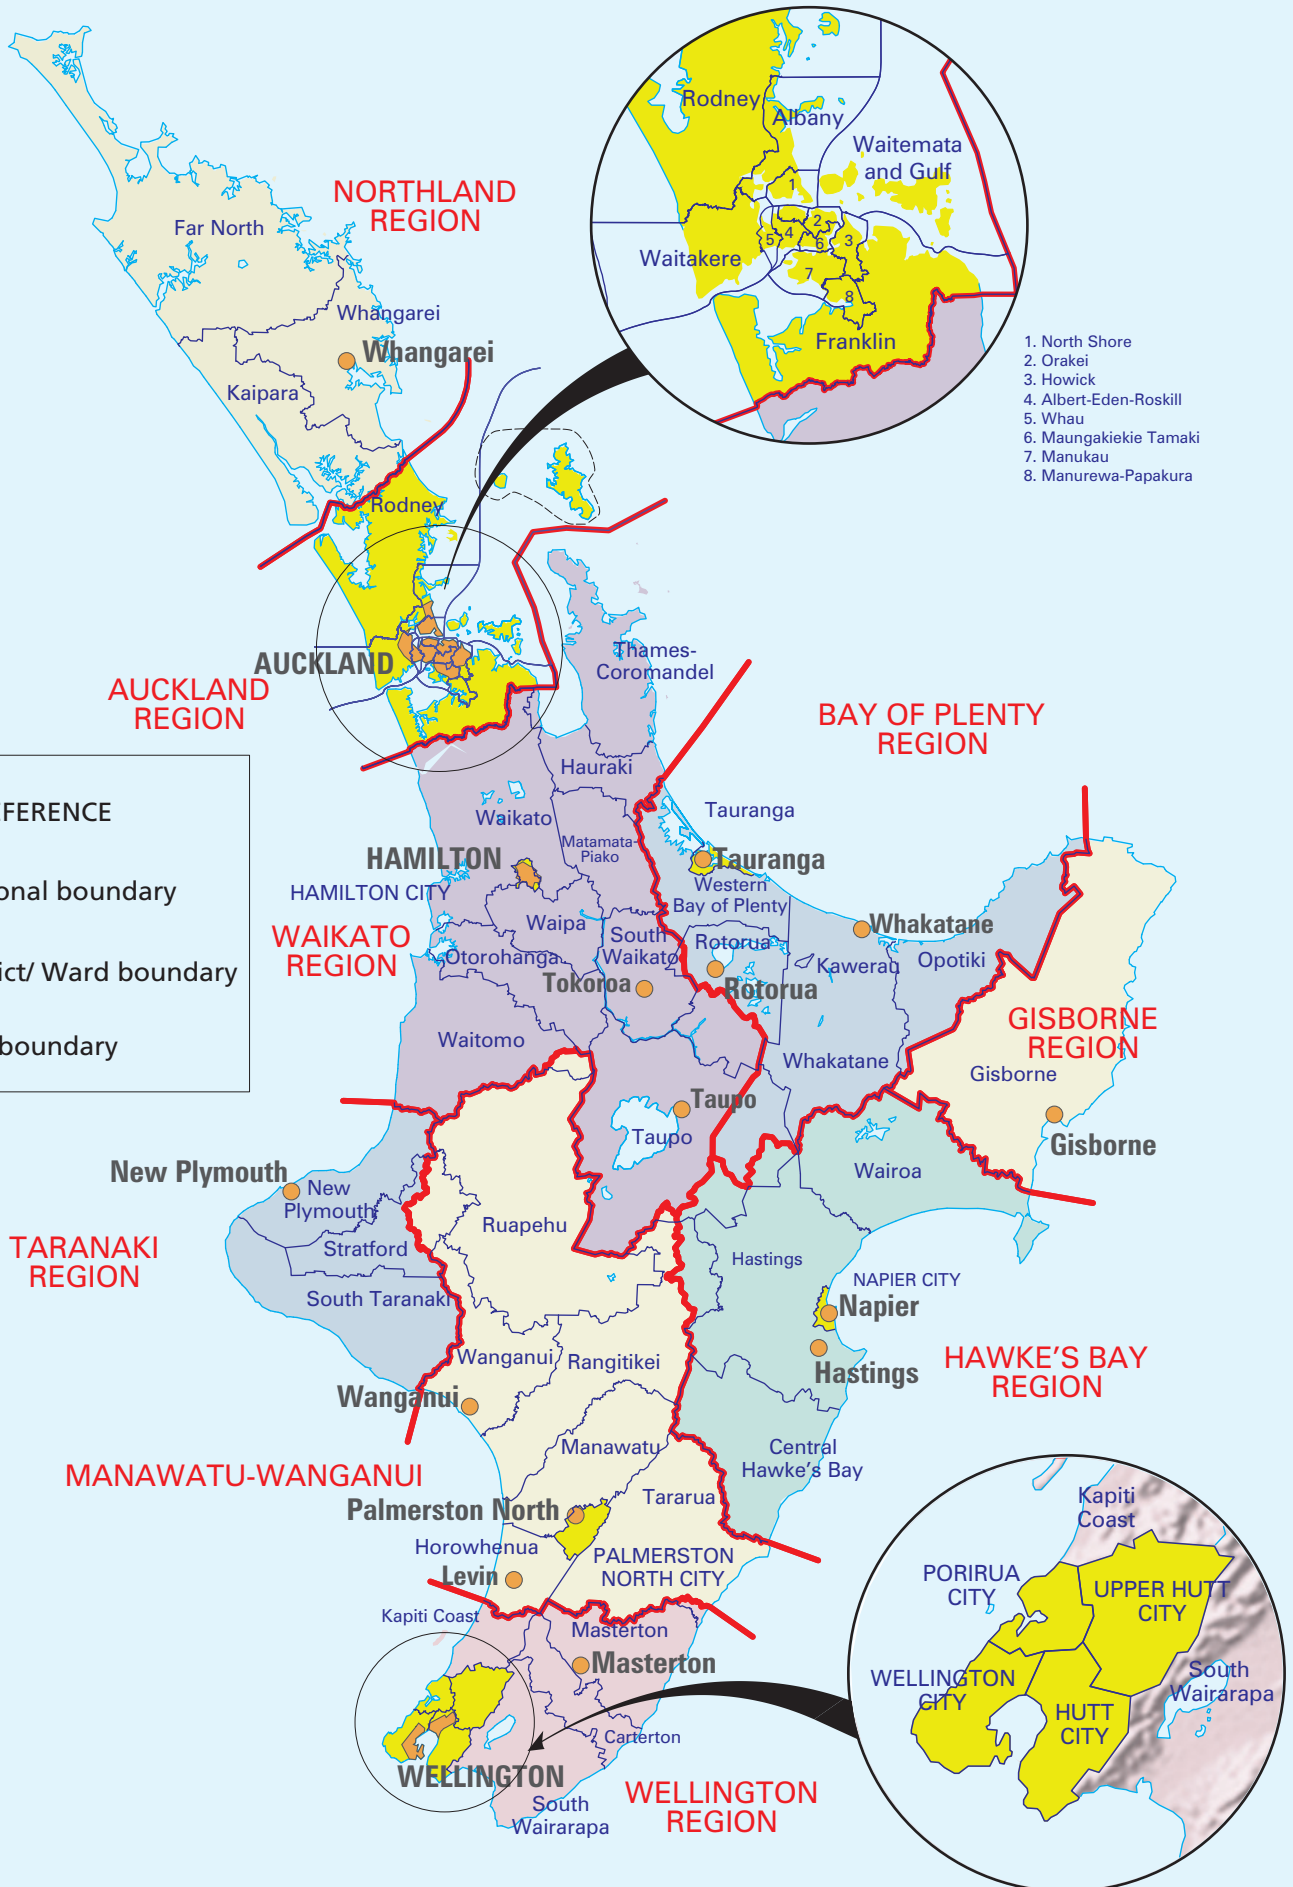 Rodney
Albany
Waitemata
and Gulf
1
2
3
4
5
6
7
8
Waitakere
Franklin
1. North Shore
2. Orakei
3. Howick
4. Albert-Eden-Roskill
5. Whau
6. Maungakiekie Tamaki
7. Manukau
8. Manurewa-Papakura
NORTHLAND
REGION
Far North
Whangarei
Whangarei
Kaipara
Rodney
AUCKLAND
AUCKLAND
REGION
Thames-
Coromandel
BAY OF PLENTY
REGION
Hauraki
EFERENCE
onal boundary
ict/ Ward boundary
boundary
Waikato
Matamata-
Piako
Tauranga
Tauranga
HAMILTON
HAMILTON CITY
Western
Bay of Plenty
WAIKATO
REGION
Waipa
South
Waikato
Rotorua
Whakatane
Otorohanga
Kawerau
Opotiki
Tokoroa
Rotorua
GISBORNE
REGION
Waitomo
Whakatane
Gisborne
Taupo
Taupo
Gisborne
New Plymouth
New
Plymouth
Wairoa
TARANAKI
REGION
Stratford
Ruapehu
Hastings
South Taranaki
NAPIER CITY
Napier
Wanganui
Rangitikei
HAWKE'S BAY
REGION
Hastings
Wanganui
Manawatu
Central
Hawke's Bay
MANAWATU-WANGANUI
Palmerston North
Tararua
Horowhenua
PALMERSTON
NORTH CITY
Levin
Kapiti Coast
Masterton
Masterton
Carterton
WELLINGTON
South
Wairarapa
WELLINGTON
REGION
Kapiti
Coast
PORIRUA
CITY
UPPER HUTT
CITY
WELLINGTON
CITY
HUTT
CITY
South
Wairarapa